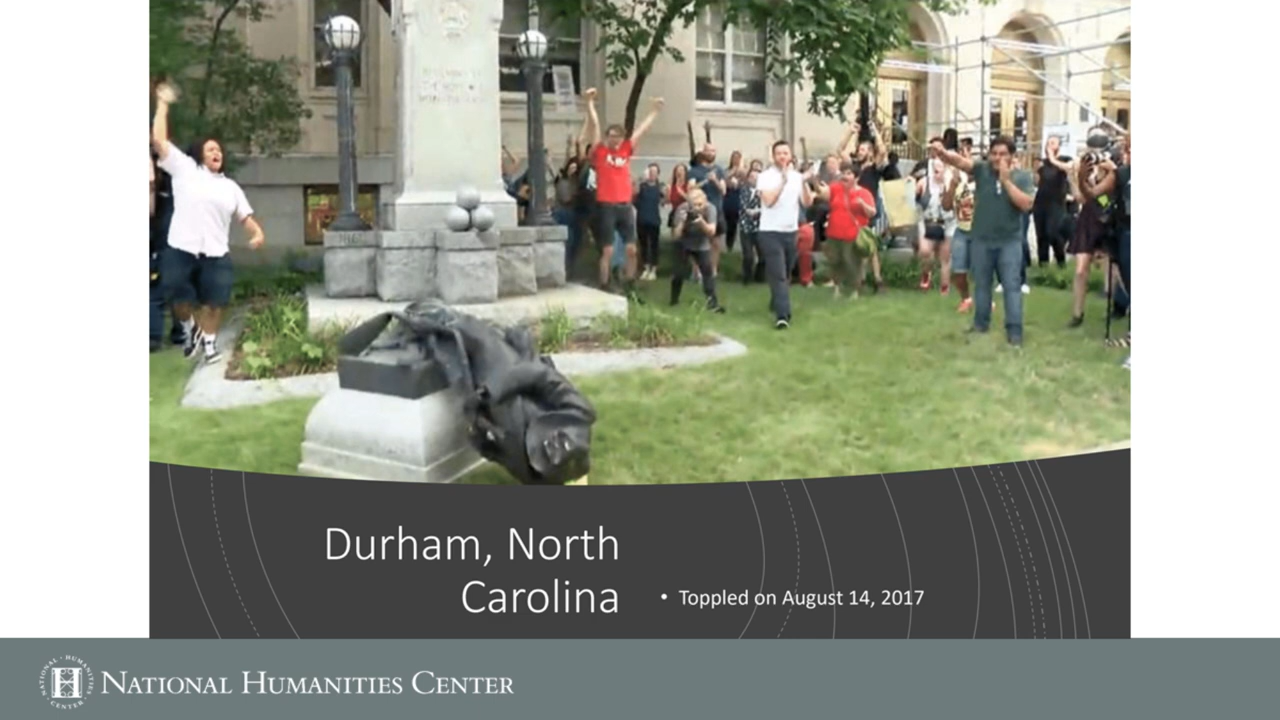 Durham, North
Carolina
• Toppled on August 14, 2017
NATIONAL HUMANITIES CENTER